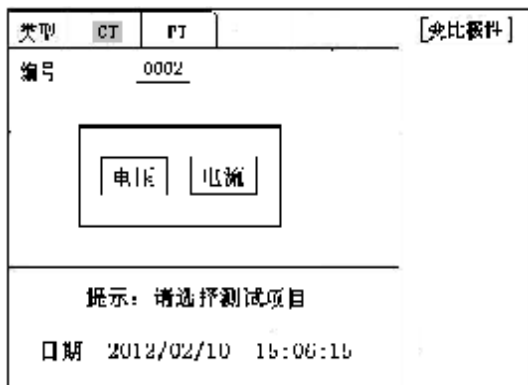 类型 CT PT [变比极性]
编号 0002
电压 电流
提示：请选择测试项目
日期 2012/02/10 15:06:15